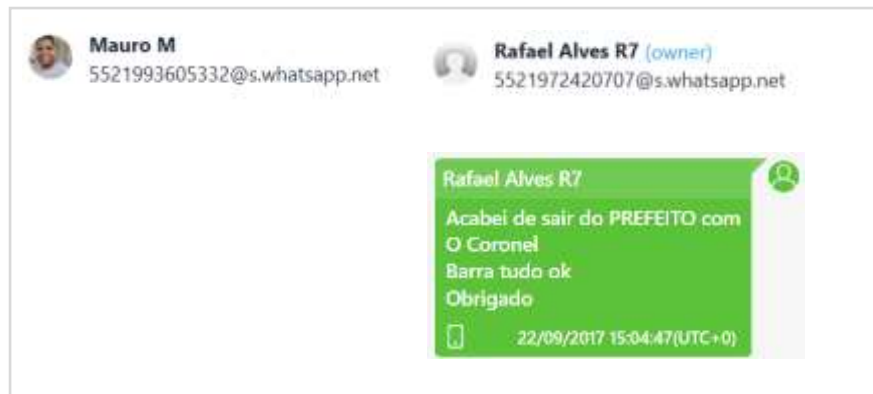 Mauro M
5521993605332@s.whatsapp.net
Rafael Alves R7 (owner)
5521972420707@s.whatsapp.net
Rafael Alves R7
Acabei de sair do PREFEITO com
O Coronel
Barra tudo ok
Obrigado
22/09/2017 15:04:47(UTC+0)